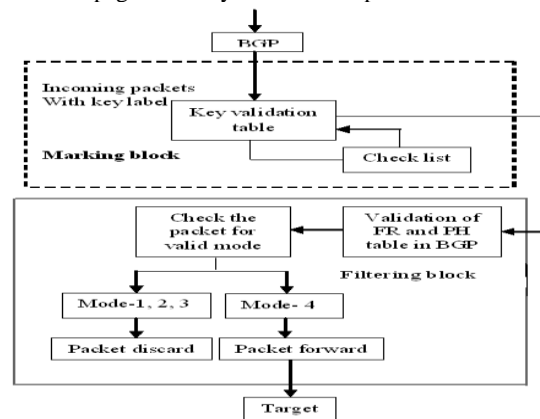 BGP
Incoming packets
With key label
Key validation
table
Marking block
Check list
Check the
packet for
valid mode
Validation of
FR and PH
table in BGP
Filtering block
Mode-1, 2, 3
Mode- 4
Packet discard
Packet forward
Target